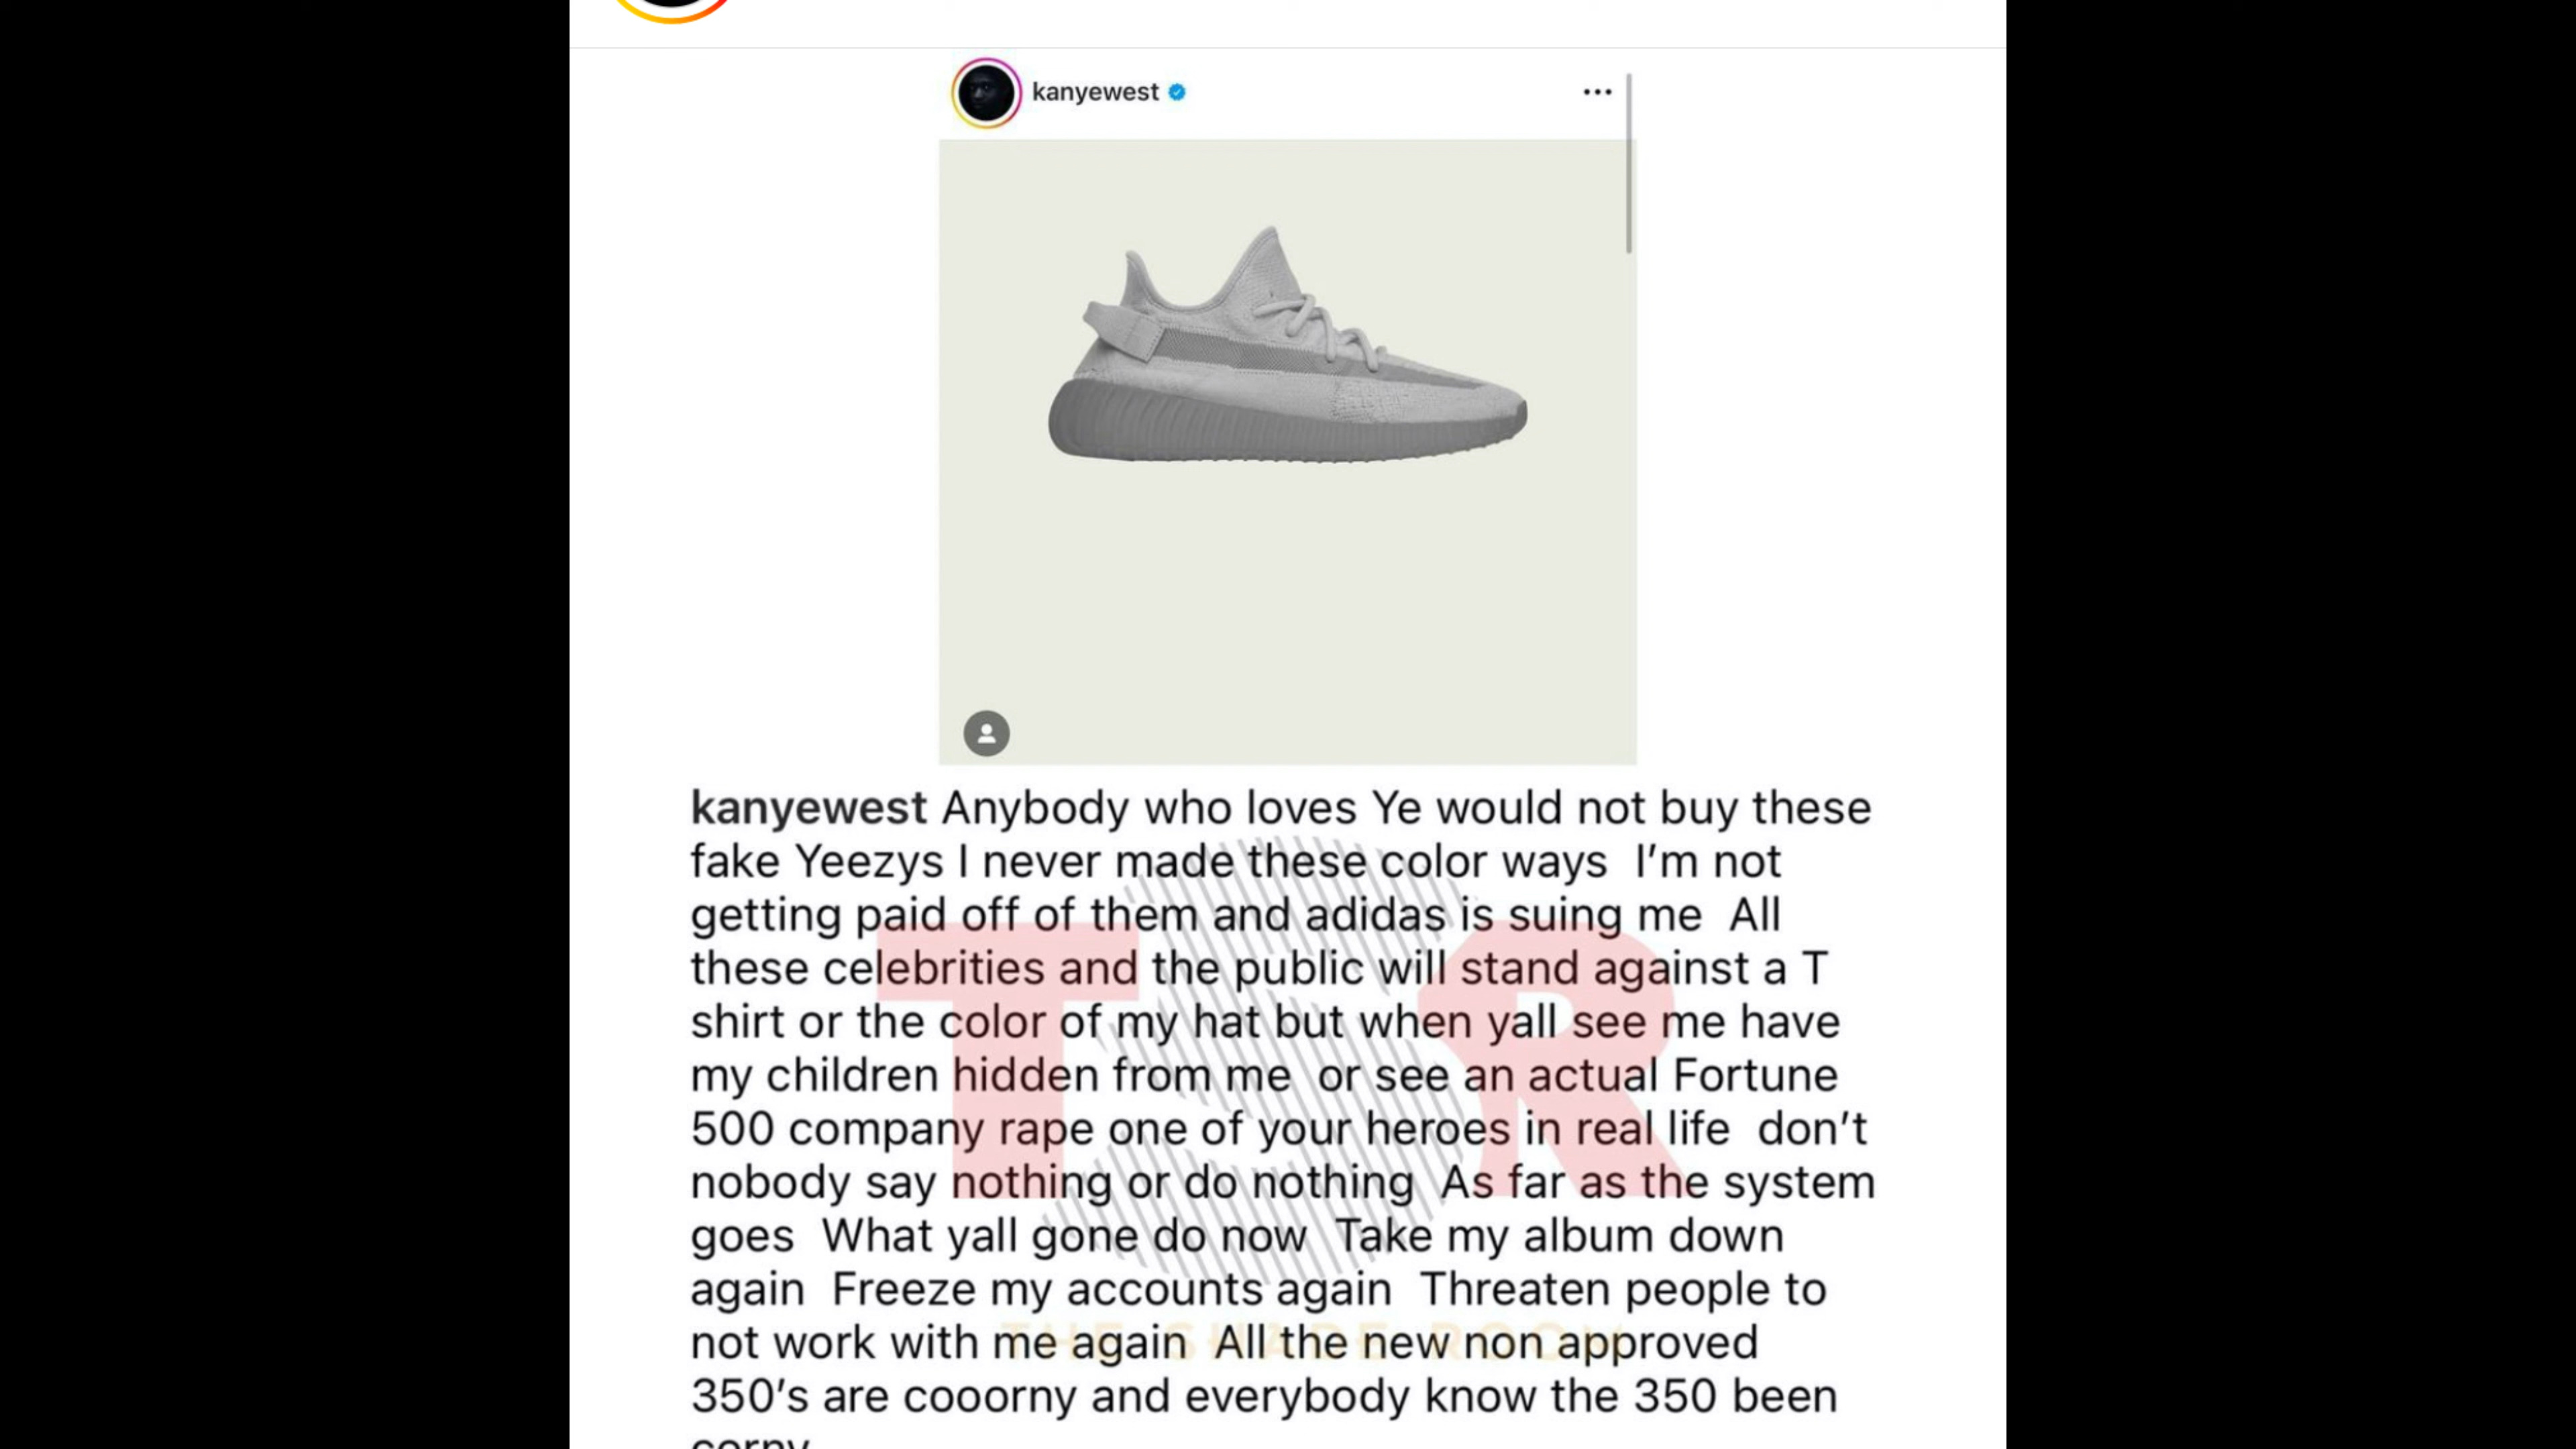 kanyewest
kanyewest Anybody who loves Ye would not buy these
fake Yeezys I never made these color ways  I’m not
getting paid off of them and adidas is suing me  All
these celebrities and the public will stand against a T
shirt or the color of my hat but when yall see me have
my children hidden from me  or see an actual Fortune
500 company rape one of your heroes in real life  don’t
nobody say nothing or do nothing  As far as the system
goes  What yall gone do now  Take my album down
again  Freeze my accounts again  Threaten people to
not work with me again  All the new non approved
350’s are cooorny and everybody know the 350 been
corny
TSR
THE SHADE ROOM